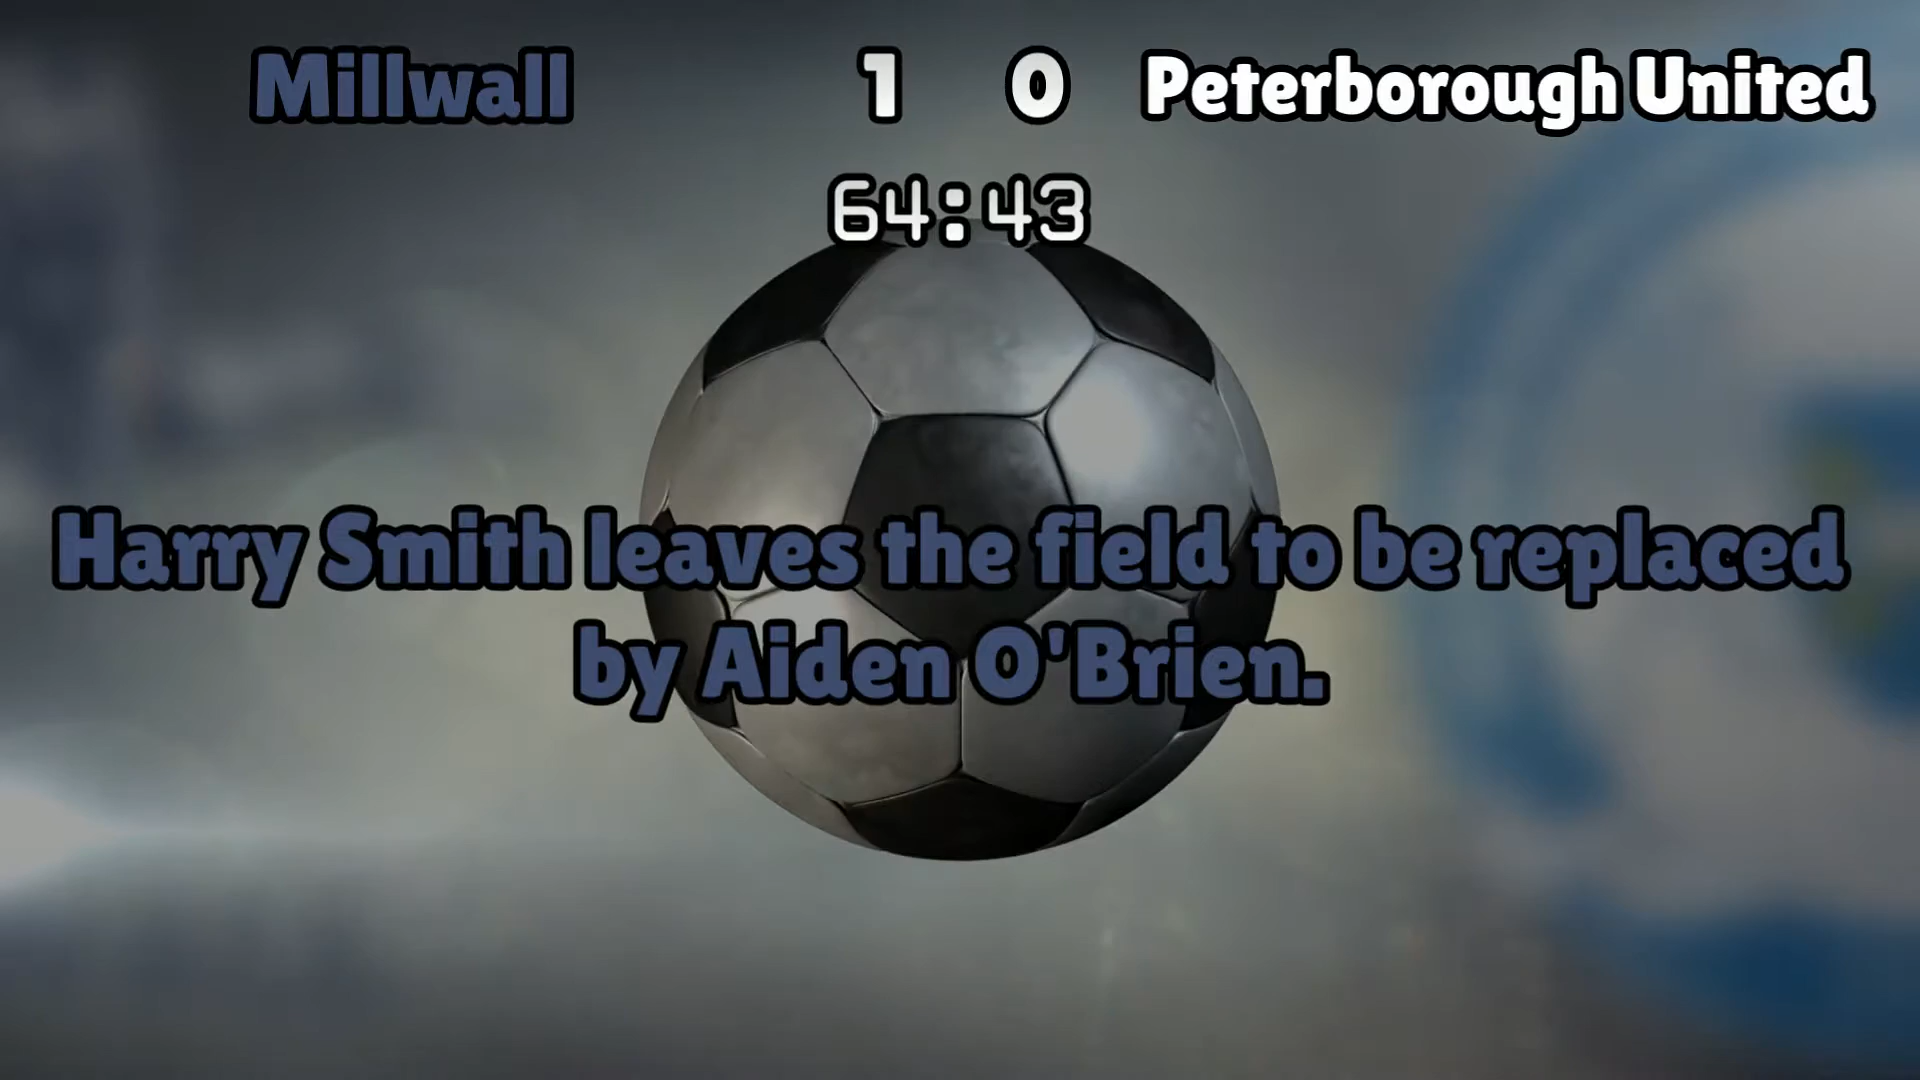 Millwall 1 0 Peterborough United
64:43
Harry Smith leaves the field to be replaced
by Aiden O'Brien.